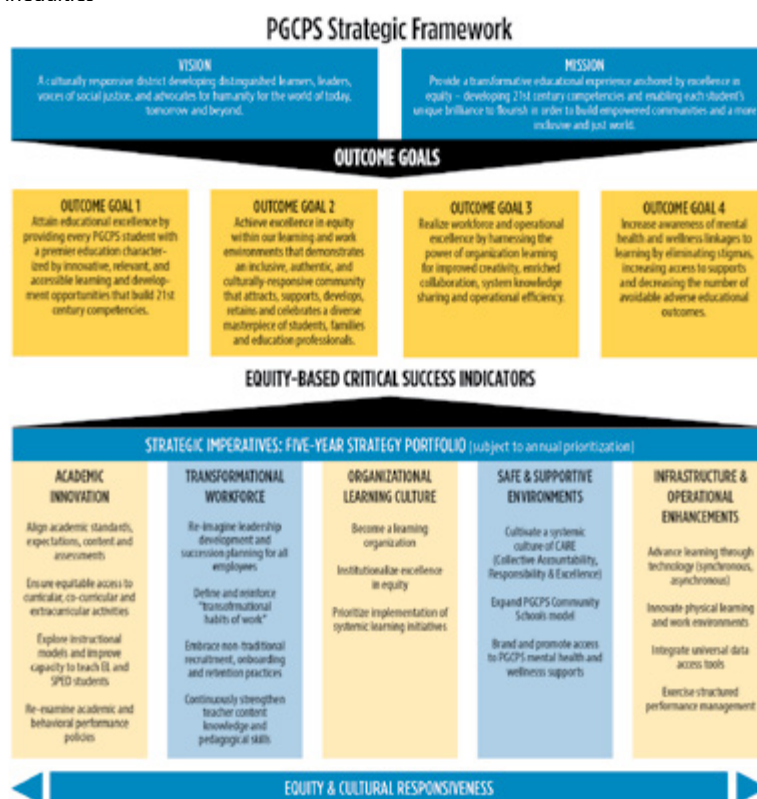 PGCPS Strategic Framework
VISION
A culturally responsive district developing distinguished learners, leaders,
voices of social justice, and advocates for humanity for the world of today,
tomorrow and beyond.
MISSION
Provide a transformative educational experience anchored by excellence in
equity – developing 21st century competencies and enabling each student's
unique brilliance to flourish in order to build empowered communities and a more
inclusive and just world.
OUTCOME GOALS
OUTCOME GOAL 1
Attain educational excellence by
providing every PGCPS student with
a premier education character-
ized by innovative, relevant, and
accessible learning and develop-
ment opportunities that build 21st
century competencies.
OUTCOME GOAL 2
Achieve excellence in equity
within our learning and work
environments that demonstrates
an inclusive, authentic, and
culturally-responsive community
that attracts, supports, develops,
retains and celebrates a diverse
masterpiece of students, families
and education professionals.
OUTCOME GOAL 3
Realize workforce and operational
excellence by harnessing the
power of organization learning
for improved creativity, enriched
collaboration, system knowledge
sharing and operational efficiency.
OUTCOME GOAL 4
Increase awareness of mental
health and wellness linkages to
learning by eliminating stigmas,
increasing access to supports
and decreasing the number of
avoidable adverse educational
outcomes.
EQUITY-BASED CRITICAL SUCCESS INDICATORS
STRATEGIC IMPERATIVES: FIVE-YEAR STRATEGY PORTFOLIO (subject to annual prioritization)
ACADEMIC
INNOVATION
Align academic standards,
expectations, content and
assessments
Ensure equitable access to
curricular, co-curricular and
extracurricular activities
Explore instructional
models and improve
capacity to teach EL and
SPED students
Re-examine academic and
behavioral performance
policies
TRANSFORMATIONAL
WORKFORCE
Re-imagine leadership
development and
succession planning for all
employees
Define and reinforce
"transformational
habits of work"
Embrace non-traditional
recruitment, onboarding
and retention practices
Continuously strengthen
teacher content
knowledge and
pedagogical skills
ORGANIZATIONAL
LEARNING CULTURE
Become a learning
organization
Institutionalize excellence
in equity
Prioritize implementation of
systemic learning initiatives
SAFE & SUPPORTIVE
ENVIRONMENTS
Cultivate a systemic
culture of CARE
(Collective Accountability,
Responsibility & Excellence)
Expand PGCPS Community
Schools model
Brand and promote access
to PGCPS mental health and
wellness supports
INFRASTRUCTURE &
OPERATIONAL
ENHANCEMENTS
Advance learning through
technology (synchronous,
asynchronous)
Innovate physical learning
and work environments
Integrate universal data
access tools
Exercise structured
performance management
EQUITY & CULTURAL RESPONSIVENESS